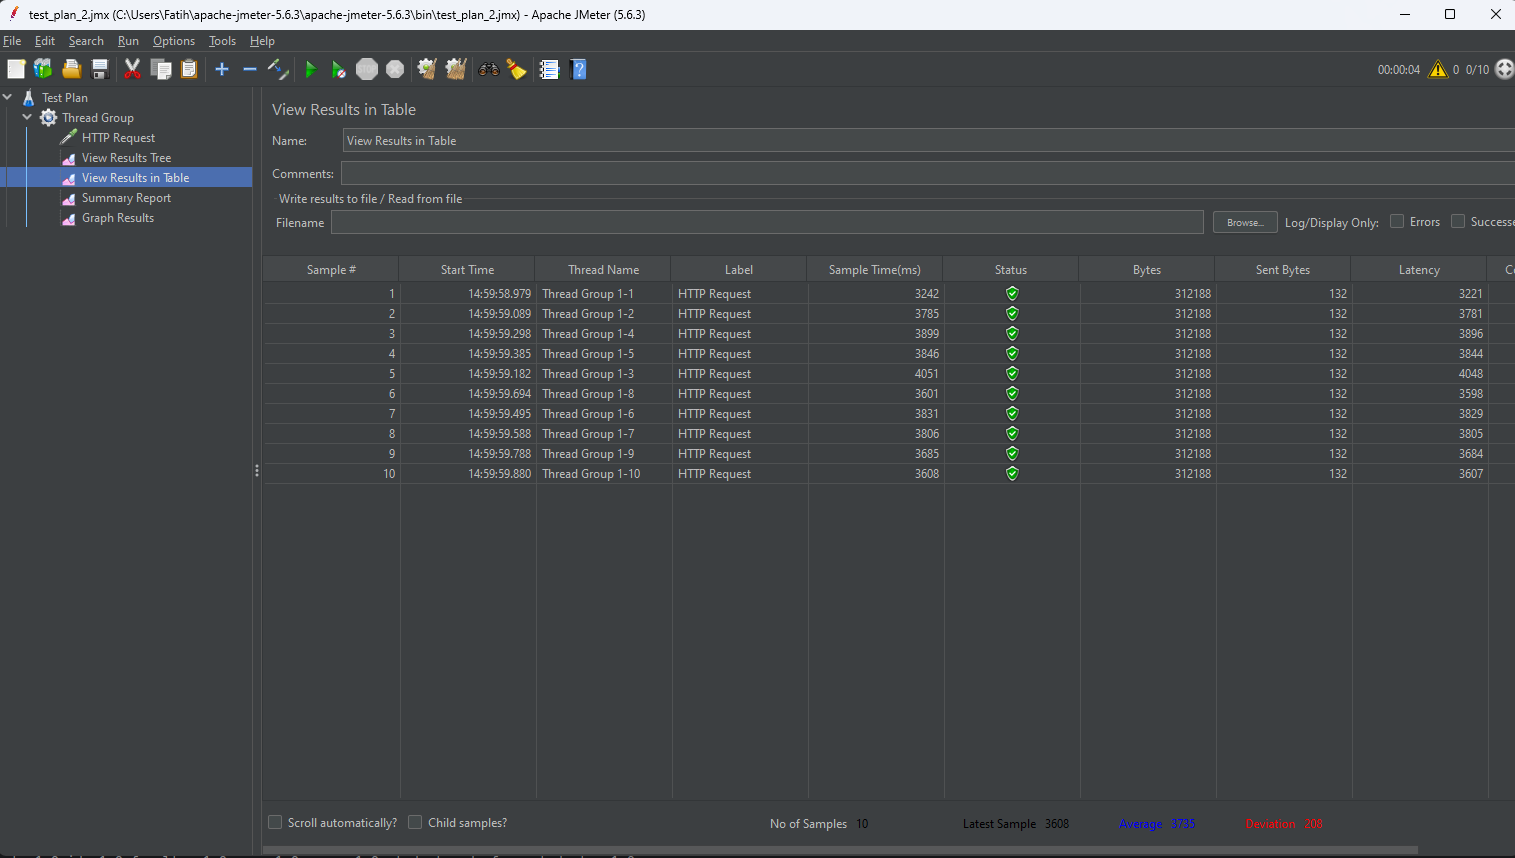 test_plan_2.jmx (C:\Users\Fatih\apache-jmeter-5.6.3\apache-jmeter-5.6.3\bin\test_plan_2.jmx) - Apache JMeter (5.6.3)
File Edit Search Run Options Tools Help
00:00:04 0 0/10
Test Plan
Thread Group
HTTP Request
View Results Tree
View Results in Table
Summary Report
Graph Results
View Results in Table
Name: View Results in Table
Comments:
Write results to file / Read from file
Filename Browse... Log/Display Only: Errors Successe
Sample # Start Time Thread Name Label Sample Time(ms) Status Bytes Sent Bytes Latency Co
1 14:59:58.979 Thread Group 1-1 HTTP Request 3242 312188 132 3221
2 14:59:59.089 Thread Group 1-2 HTTP Request 3785 312188 132 3781
3 14:59:59.298 Thread Group 1-4 HTTP Request 3899 312188 132 3896
4 14:59:59.385 Thread Group 1-5 HTTP Request 3846 312188 132 3844
5 14:59:59.182 Thread Group 1-3 HTTP Request 4051 312188 132 4048
6 14:59:59.694 Thread Group 1-8 HTTP Request 3601 312188 132 3598
7 14:59:59.495 Thread Group 1-6 HTTP Request 3831 312188 132 3829
8 14:59:59.588 Thread Group 1-7 HTTP Request 3806 312188 132 3805
9 14:59:59.788 Thread Group 1-9 HTTP Request 3685 312188 132 3684
10 14:59:59.880 Thread Group 1-10 HTTP Request 3608 312188 132 3607
Scroll automatically? Child samples? No of Samples 10 Latest Sample 3608 Average 3735 Deviation 208